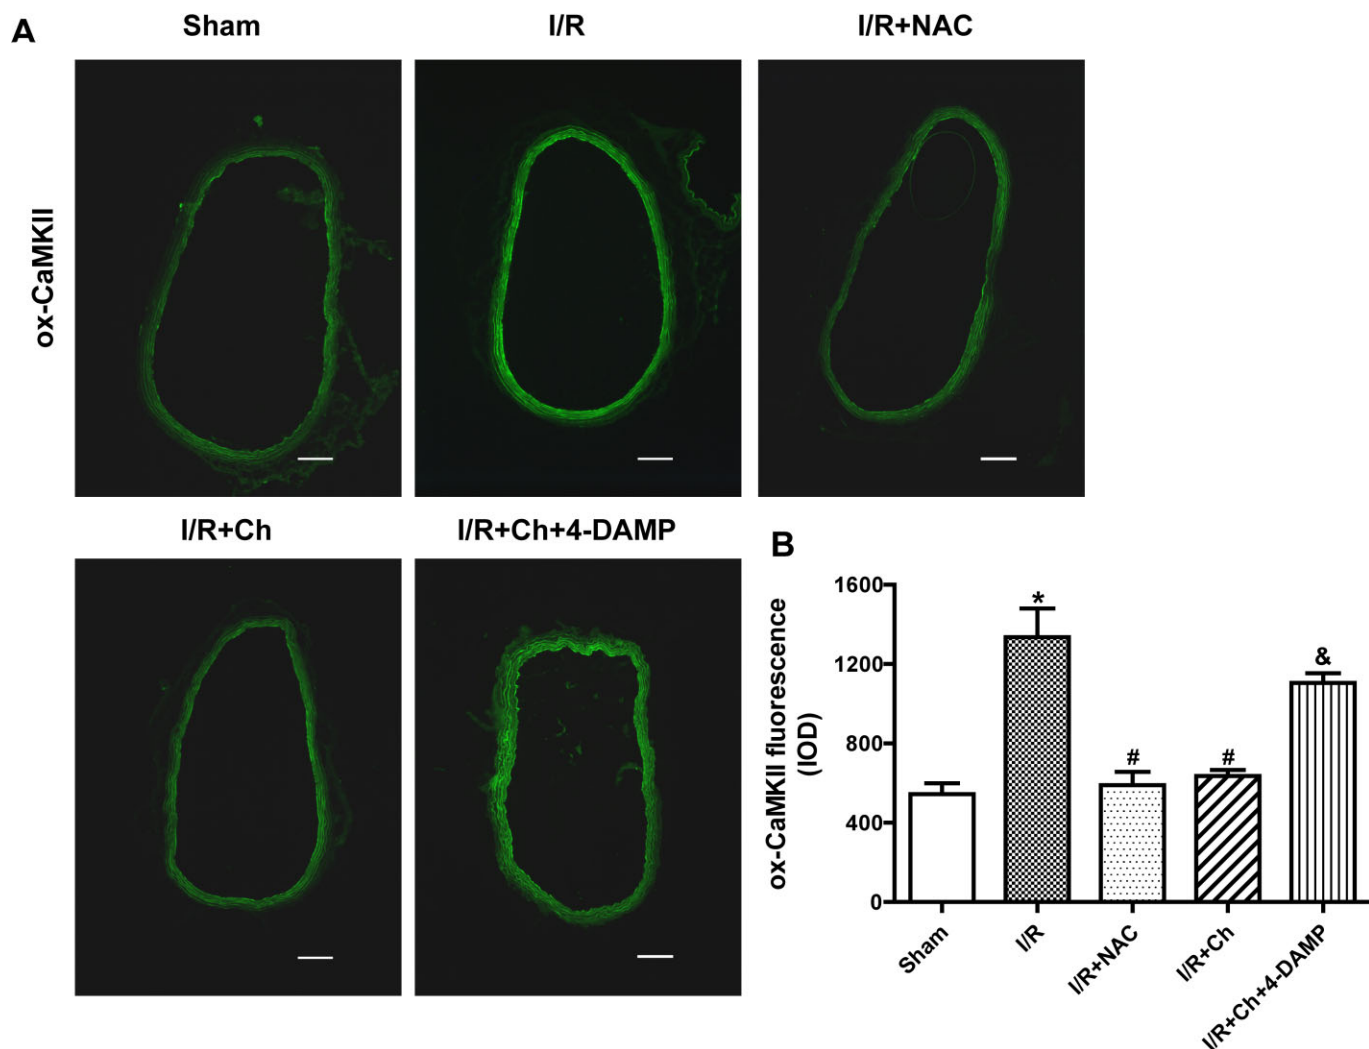 A
Sham
I/R
I/R+NAC
ox-CaMKII
I/R+Ch
I/R+Ch+4-DAMP
B
ox-CaMKII fluorescence
(IOD)
1600
1200
800
400
0
*
#
#
&
Sham
I/R
I/R+NAC
I/R+Ch
I/R+Ch+4-DAMP